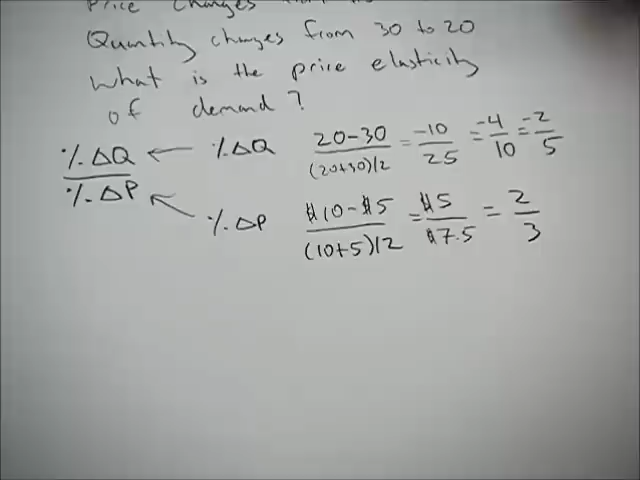 Price changes
Quantity changes from 30 to 20
what is the price elasticity
of demand?
%ΔQ / %ΔP ← %ΔQ (20-30)/((20+30)/2) = -10/25 = -4/10 = -2/5
%ΔP ($10-$5)/((10+5)/2) = $5/$7.5 = 2/3